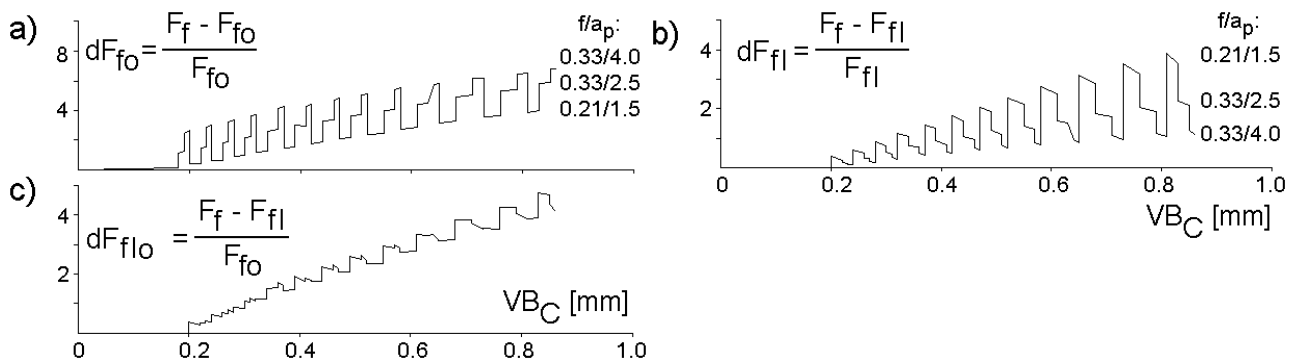 a)
dF_fo = (F_f - F_fo) / F_fo
f/a_p:
0.33/4.0
0.33/2.5
0.21/1.5
8
4
b)
dF_fl = (F_f - F_fl) / F_fl
f/a_p:
0.21/1.5
0.33/2.5
0.33/4.0
4
2
0 0.2 0.4 0.6 0.8 1.0
VB_C [mm]
c)
dF_flo = (F_f - F_fl) / F_fo
4
2
VB_C [mm]
0 0.2 0.4 0.6 0.8 1.0